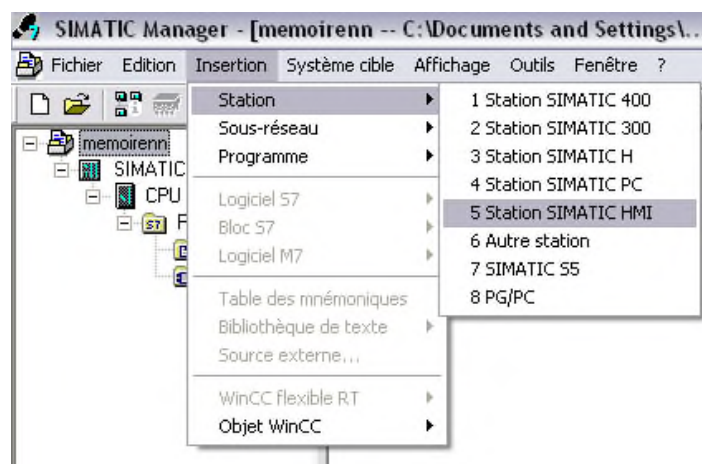 SIMATIC Manager - [memoirenn -- C:\Documents and Settings\..
Fichier Edition Insertion Système cible Affichage Outils Fenêtre ?
memoirenn
SIMATIC
CPU
S7
Station
Sous-réseau
Programme
Logiciel S7
Bloc S7
Logiciel M7
Table des mnémoniques
Bibliothèque de texte
Source externe...
WinCC flexible RT
Objet WinCC
1 Station SIMATIC 400
2 Station SIMATIC 300
3 Station SIMATIC H
4 Station SIMATIC PC
5 Station SIMATIC HMI
6 Autre station
7 SIMATIC S5
8 PG/PC